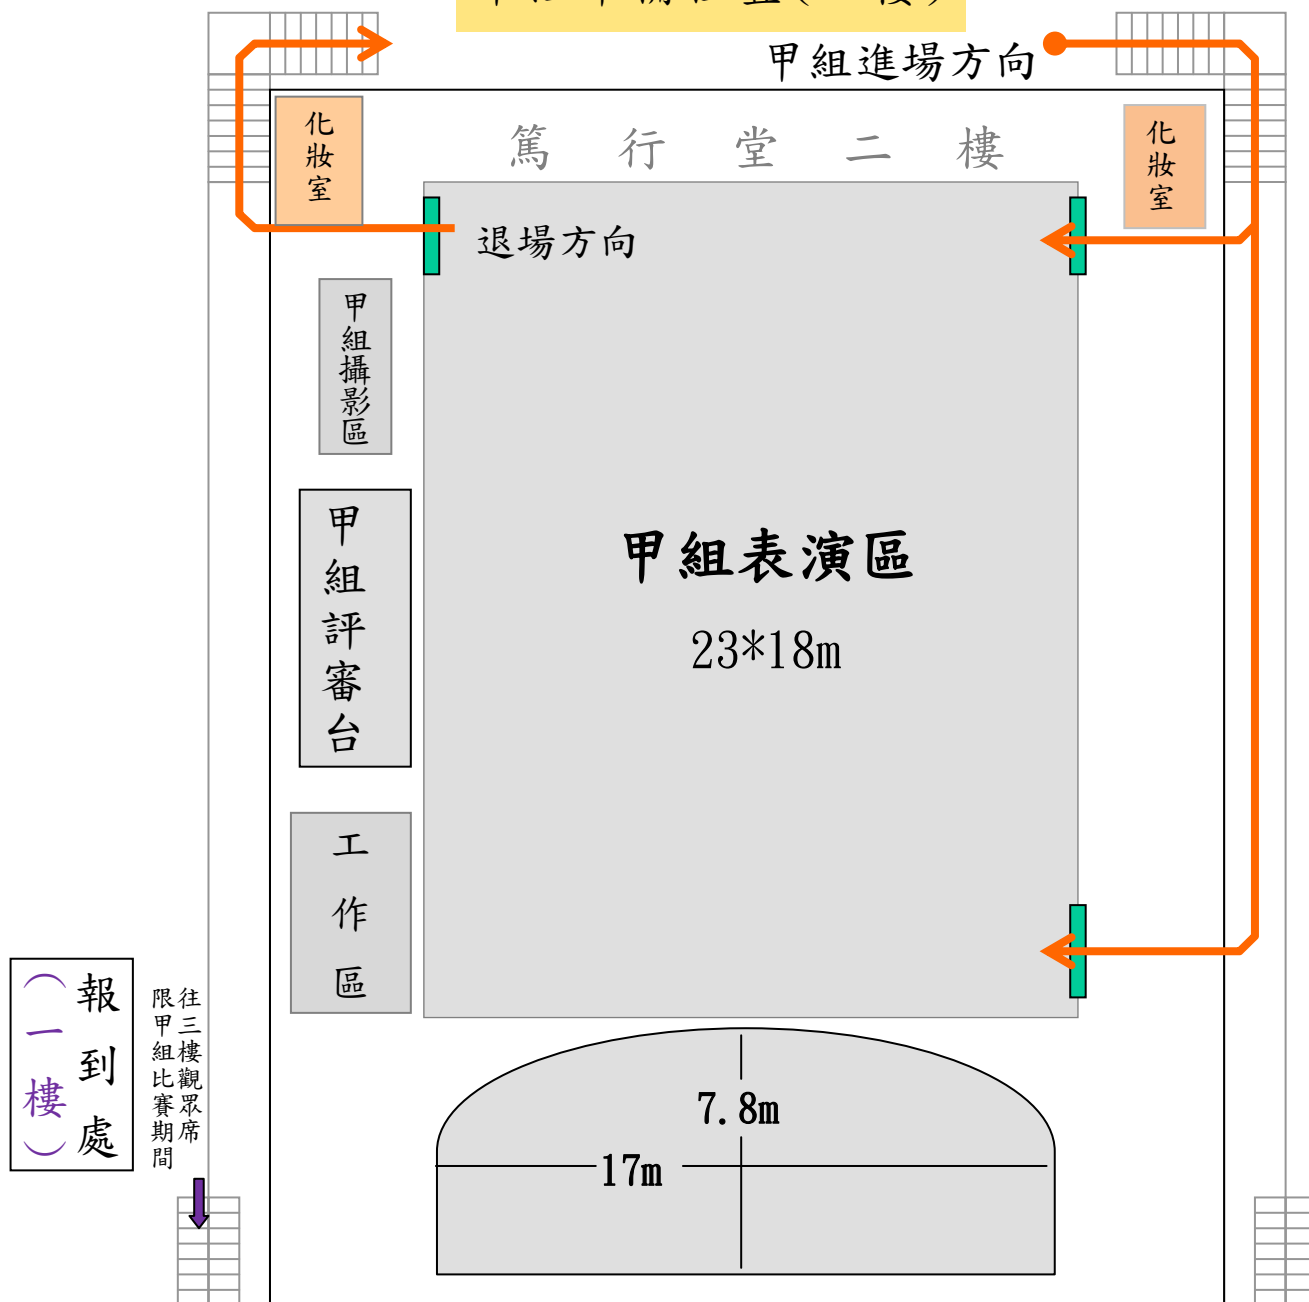 甲組進場方向
化妝室
篤行堂二樓
化妝室
退場方向
甲組攝影區
甲組評審台
甲組表演區
23*18m
工作區
報到處
(一樓)
往三樓觀眾席
限甲組比賽期間
7.8m
17m